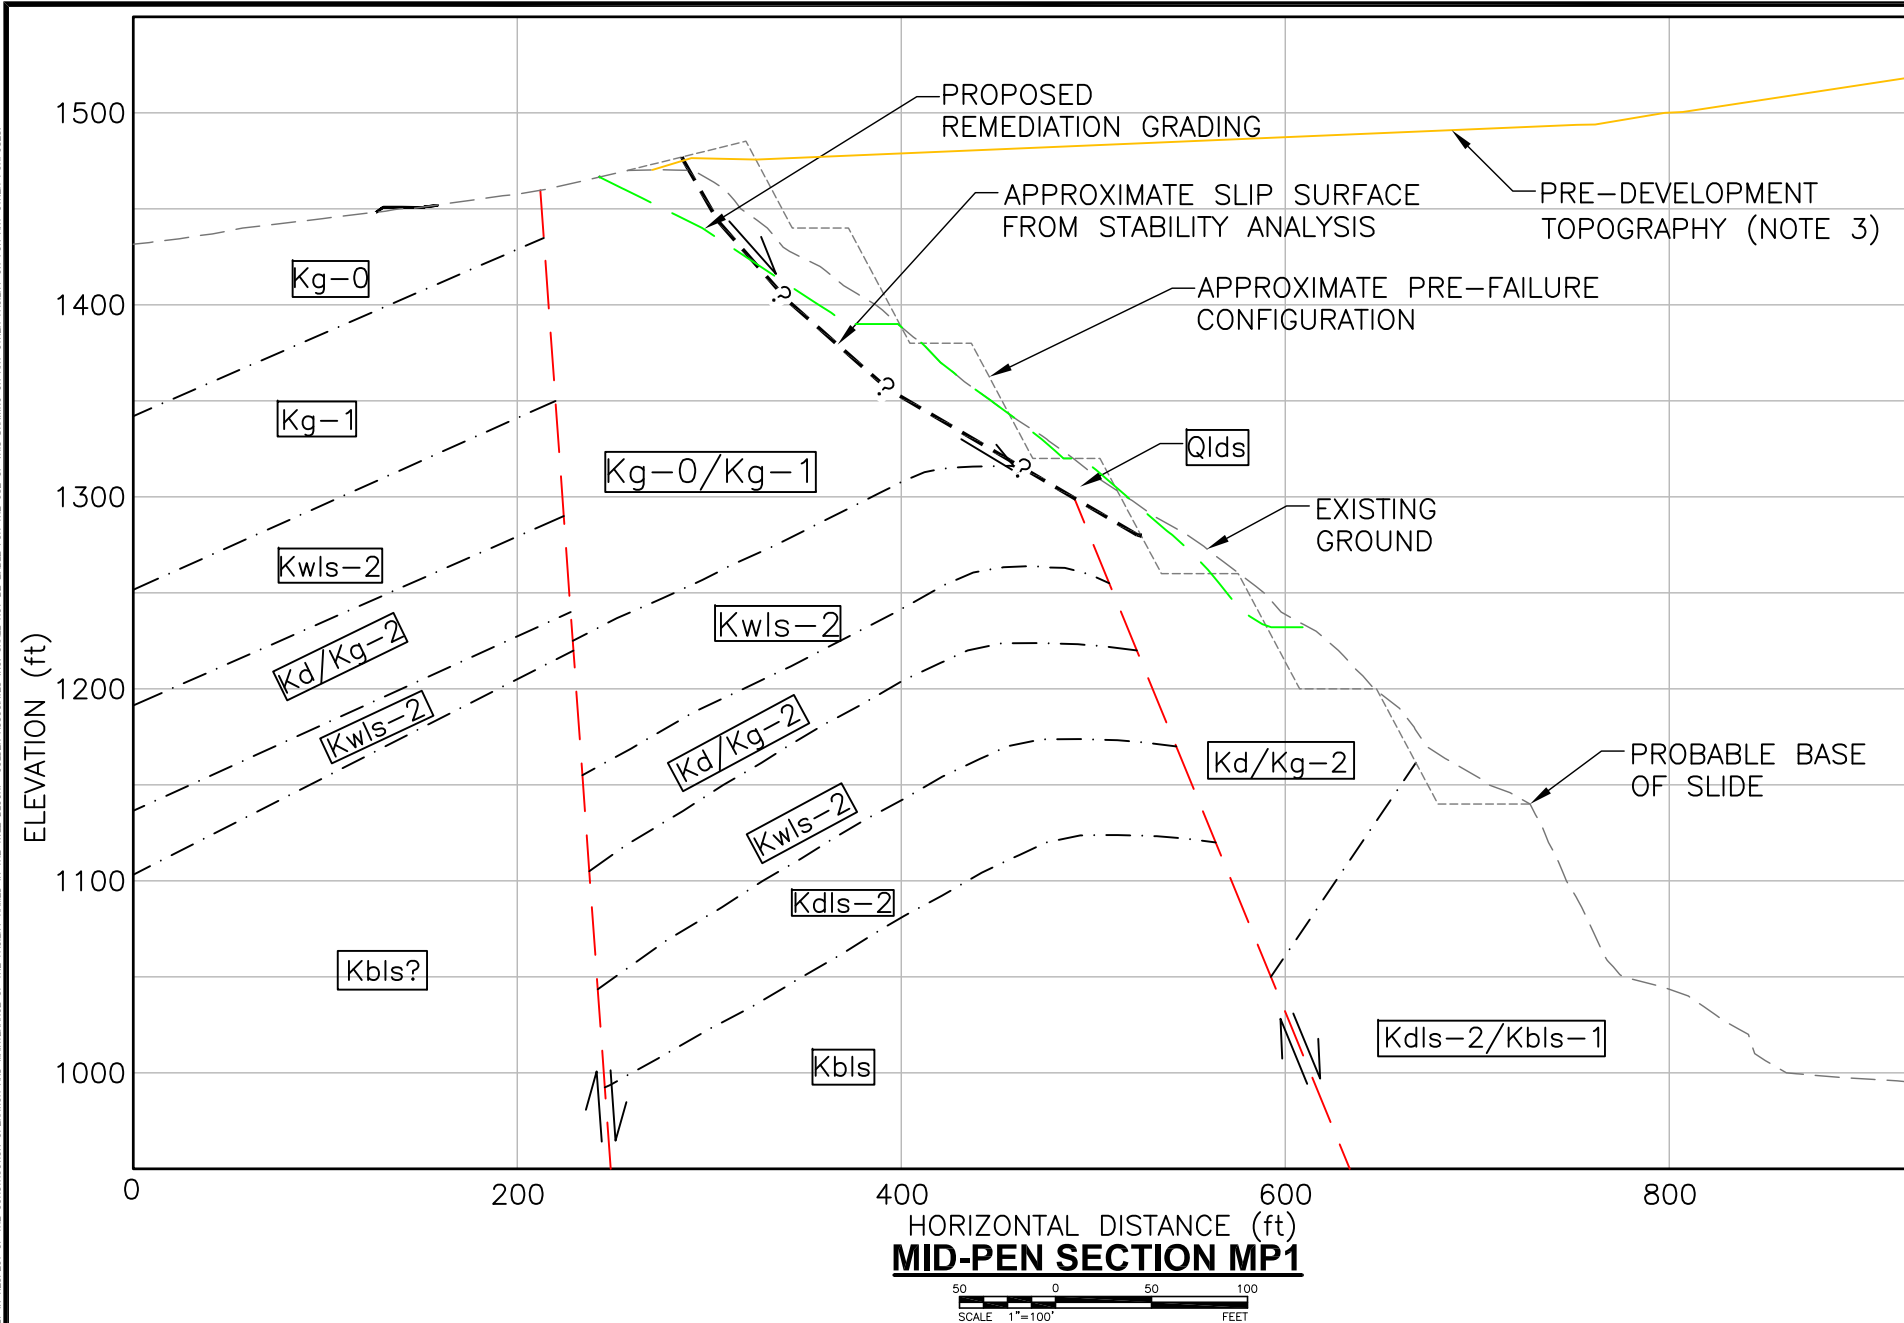 PROPOSED
REMEDIATION GRADING
APPROXIMATE SLIP SURFACE
FROM STABILITY ANALYSIS
PRE-DEVELOPMENT
TOPOGRAPHY (NOTE 3)
APPROXIMATE PRE-FAILURE
CONFIGURATION
Qlds
EXISTING
GROUND
PROBABLE BASE
OF SLIDE
Kg-0
Kg-1
Kg-0/Kg-1
Kwls-2
Kd/Kg-2
Kwls-2
Kwls-2
Kd/Kg-2
Kwls-2
Kd/Kg-2
Kdls-2
Kbls?
Kbls
Kdls-2/Kbls-1
?
?
?
ELEVATION (ft)
1500
1400
1300
1200
1100
1000
0
200
400
600
800
HORIZONTAL DISTANCE (ft)
MID-PEN SECTION MP1
50 0 50 100
SCALE 1"=100' FEET